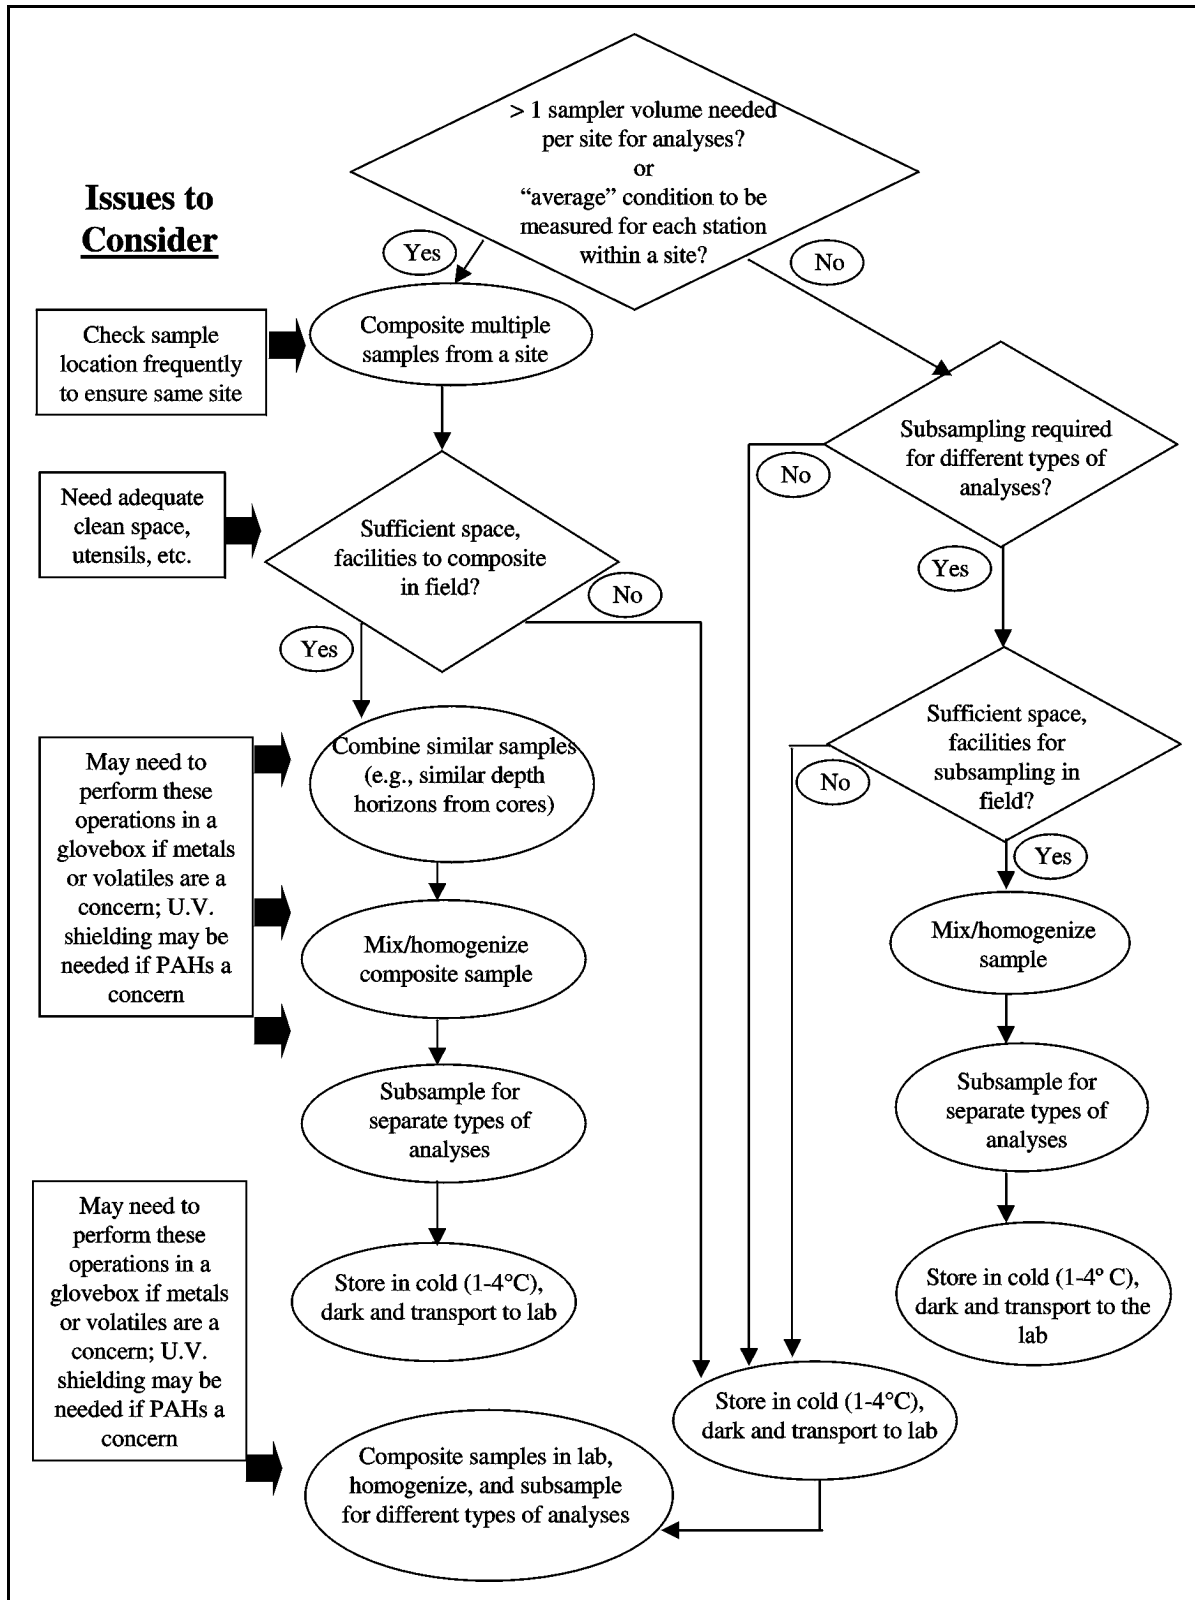 > 1 sampler volume needed
per site for analyses?
or
“average” condition to be
measured for each station
within a site?
Issues to
Consider
Yes
No
Check sample
location frequently
to ensure same site
Composite multiple
samples from a site
Subsampling required
for different types of
analyses?
No
Need adequate
clean space,
utensils, etc.
Sufficient space,
facilities to composite
in field?
No
Yes
Yes
Sufficient space,
facilities for
subsampling in
field?
No
Yes
May need to
perform these
operations in a
glovebox if metals
or volatiles are a
concern; U.V.
shielding may be
needed if PAHs a
concern
Combine similar samples
(e.g., similar depth
horizons from cores)
Mix/homogenize
composite sample
Mix/homogenize
sample
Subsample for
separate types of
analyses
Subsample for
separate types of
analyses
May need to
perform these
operations in a
glovebox if metals
or volatiles are a
concern; U.V.
shielding may be
needed if PAHs a
concern
Store in cold (1-4°C),
dark and transport to lab
Store in cold (1-4º C),
dark and transport to the
lab
Store in cold (1-4°C),
dark and transport to lab
Composite samples in lab,
homogenize, and subsample
for different types of analyses